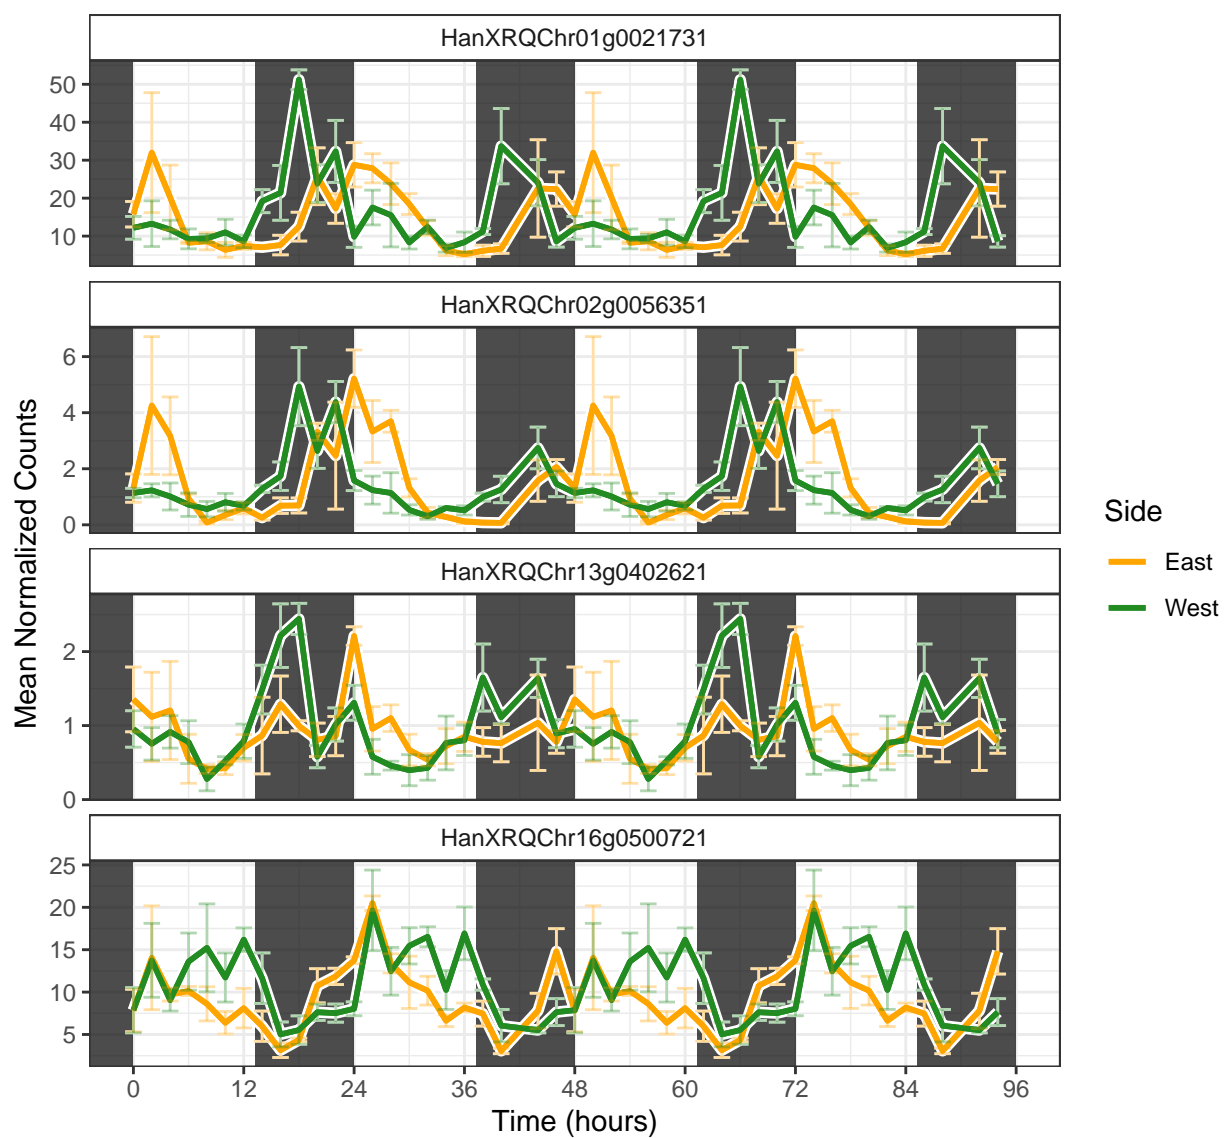 HanXRQChr01g0021731
50
40
30
20
10
HanXRQChr02g0056351
6
4
2
0
HanXRQChr13g0402621
2
1
0
HanXRQChr16g0500721
25
20
15
10
5
0 12 24 36 48 60 72 84 96
Time (hours)
Mean Normalized Counts
Side
East
West